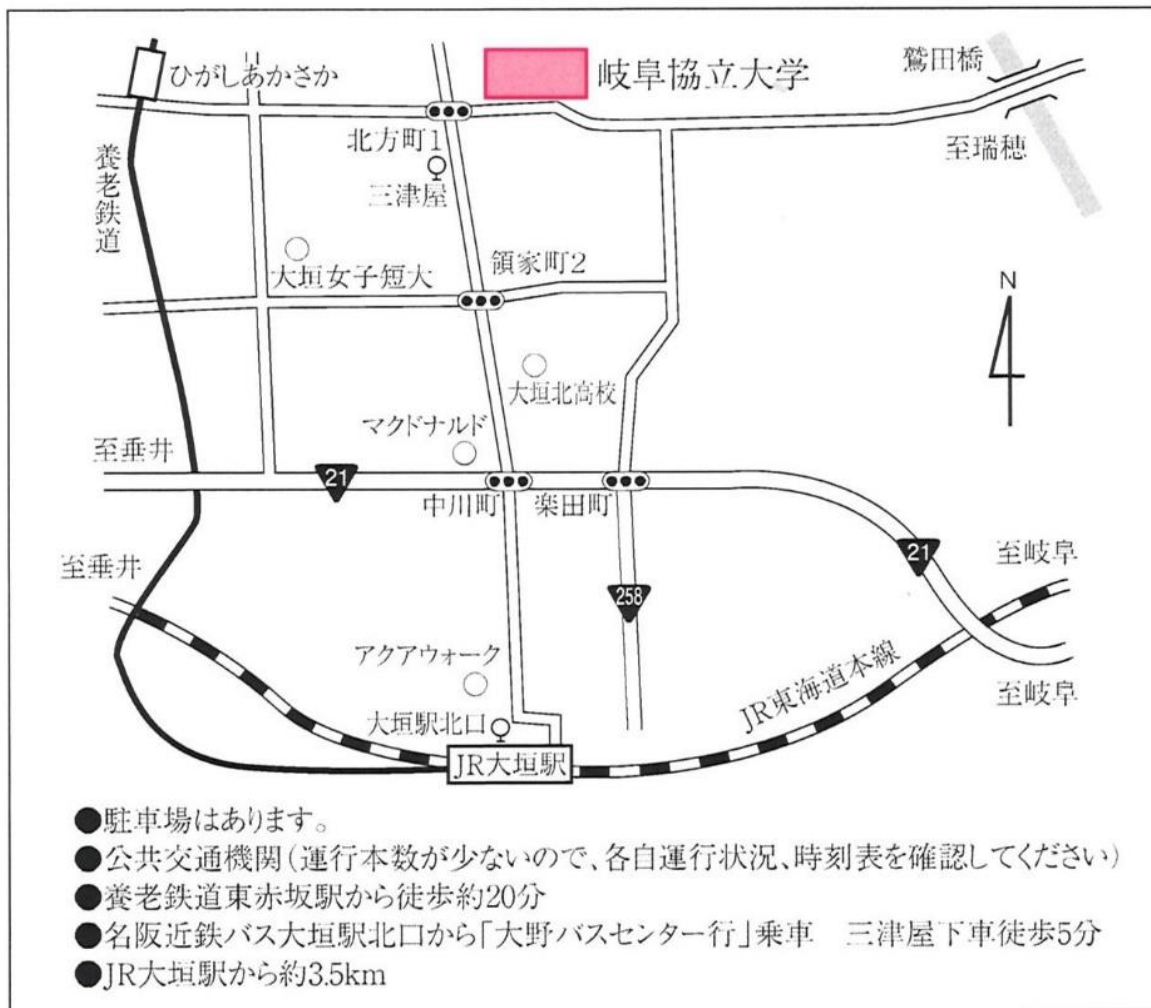 ひがしあかさか
岐阜協立大学
鷲田橋
北方町1
至瑞穂
養老鉄道
三津屋
大垣女子短大
領家町2
N
大垣北高校
マクドナルド
至垂井
21
中川町
楽田町
至垂井
258
21
至岐阜
アクアウォーク
JR東海道本線
至岐阜
大垣駅北口
JR大垣駅
●駐車場はあります。
●公共交通機関(運行本数が少ないので、各自運行状況、時刻表を確認してください)
●養老鉄道東赤坂駅から徒歩約20分
●名阪近鉄バス大垣駅北口から「大野バスセンター行」乗車　三津屋下車徒歩5分
●JR大垣駅から約3.5km